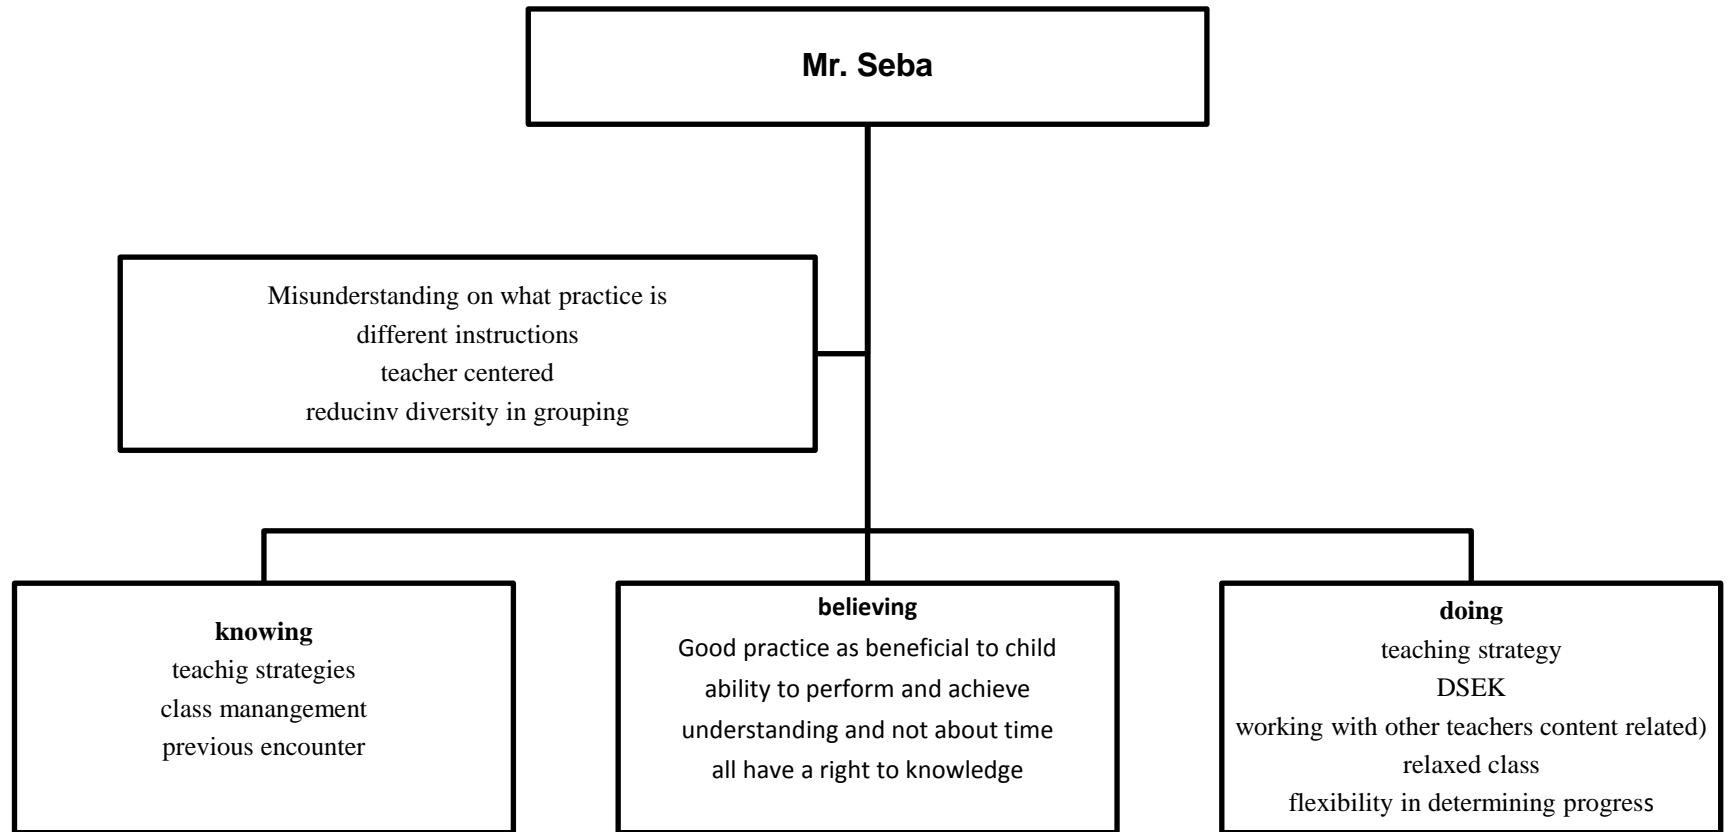 Mr. Seba
Misunderstanding on what practice is
different instructions
teacher centered
reducinv diversity in grouping
knowing
teachig strategies
class manangement
previous encounter
believing
Good practice as beneficial to child
ability to perform and achieve
understanding and not about time
all have a right to knowledge
doing
teaching strategy
DSEK
working with other teachers content related)
relaxed class
flexibility in determining progress